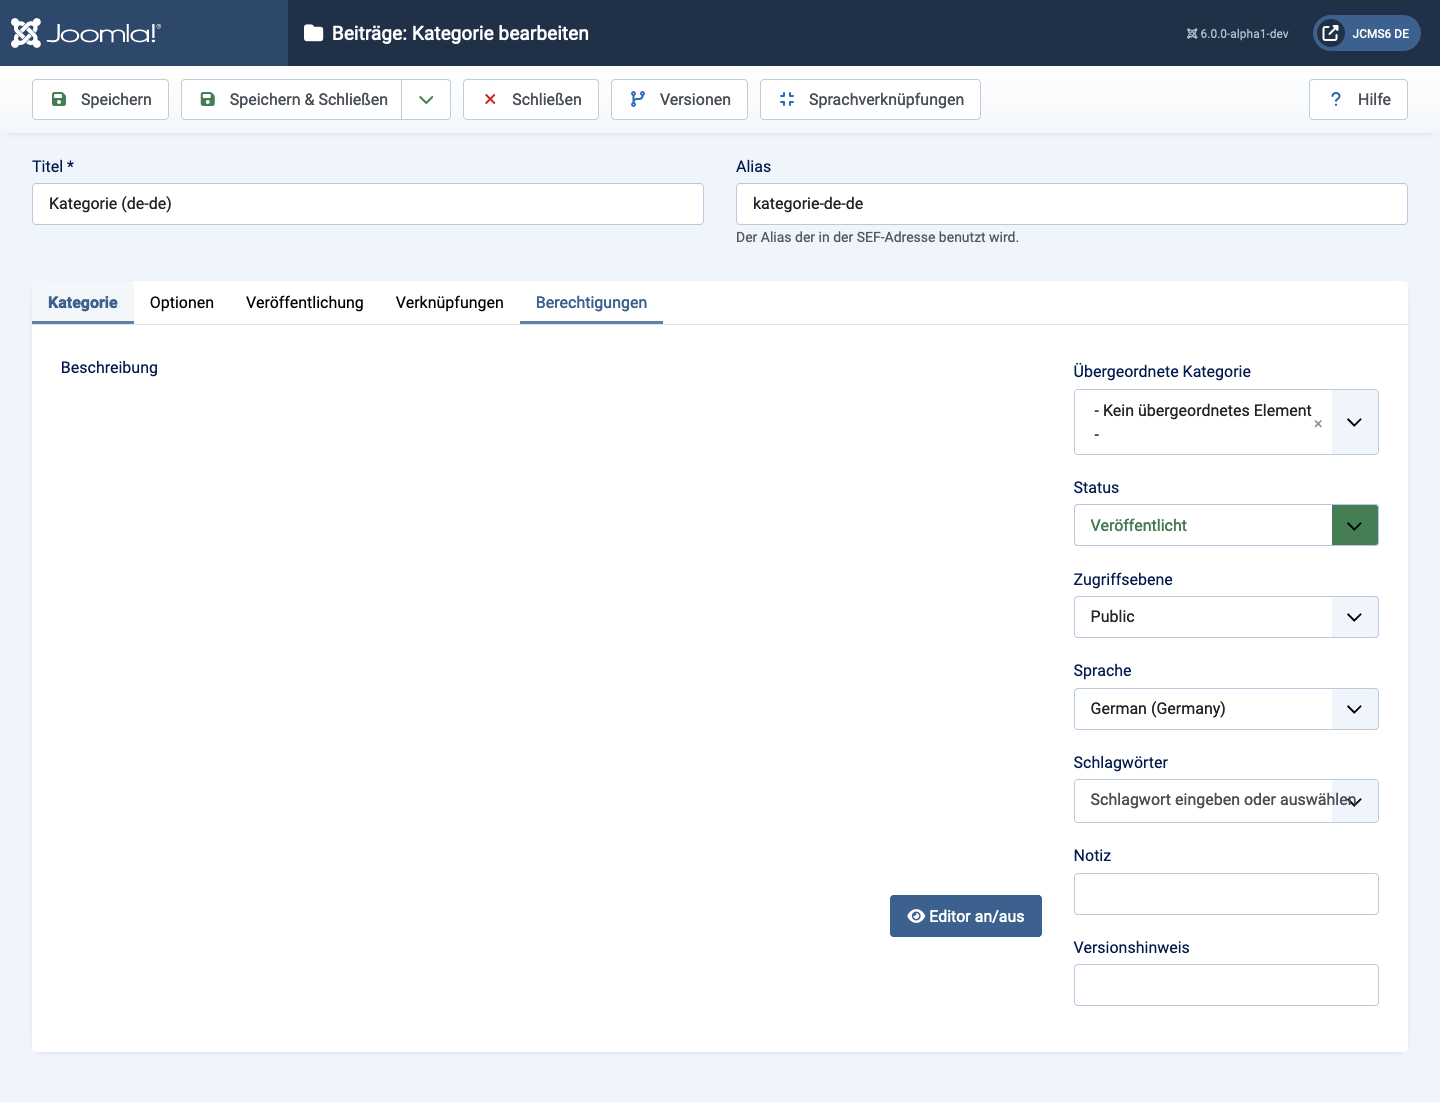 Joomla!®
Beiträge: Kategorie bearbeiten
6.0.0-alpha1-dev
JCMS6 DE
Speichern
Speichern & Schließen
Schließen
Versionen
Sprachverknüpfungen
? Hilfe
Titel *
Alias
Kategorie (de-de)
kategorie-de-de
Der Alias der in der SEF-Adresse benutzt wird.
Kategorie
Optionen
Veröffentlichung
Verknüpfungen
Berechtigungen
Beschreibung
Übergeordnete Kategorie
- Kein übergeordnetes Element
-
×
Status
Veröffentlicht
Zugriffsebene
Public
Sprache
German (Germany)
Schlagwörter
Schlagwort eingeben oder auswählen
Notiz
Editor an/aus
Versionshinweis